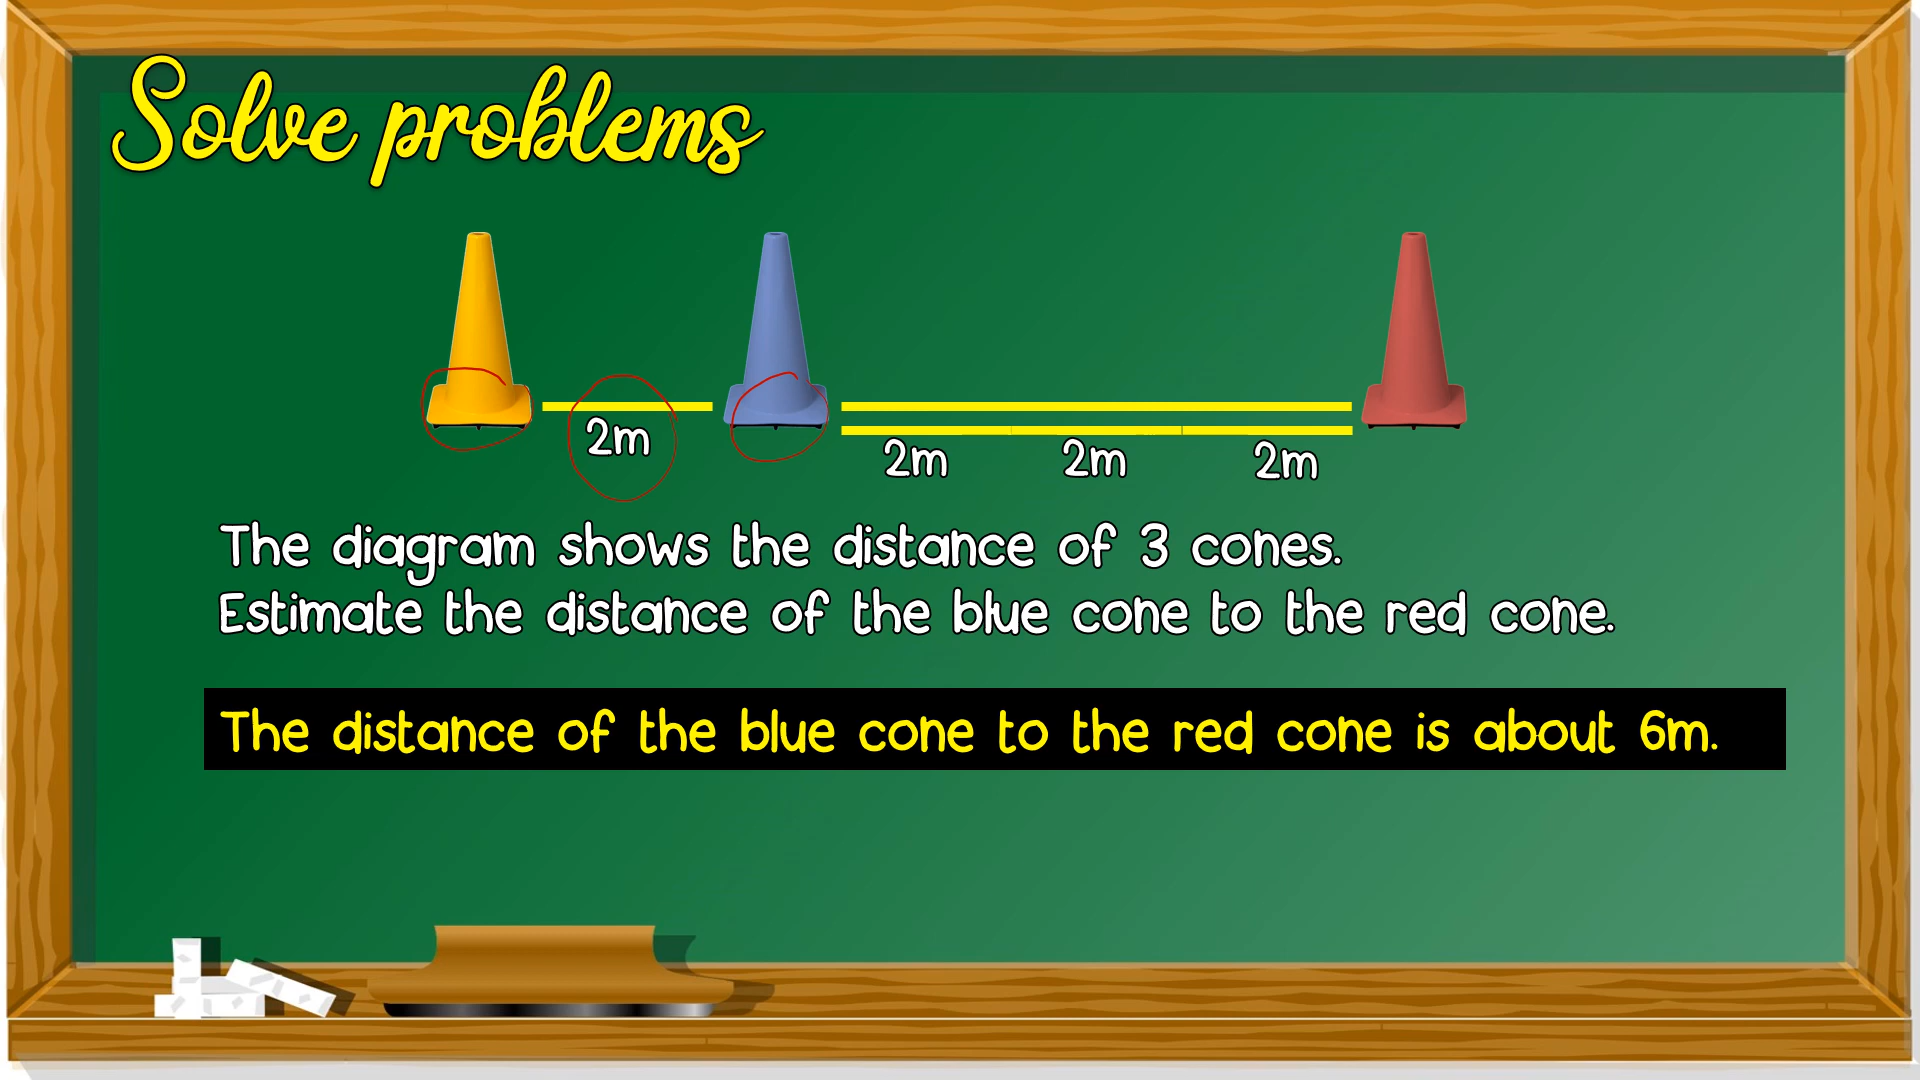 Solve problems
2m
2m 2m 2m
The diagram shows the distance of 3 cones.
Estimate the distance of the blue cone to the red cone.
The distance of the blue cone to the red cone is about 6m.